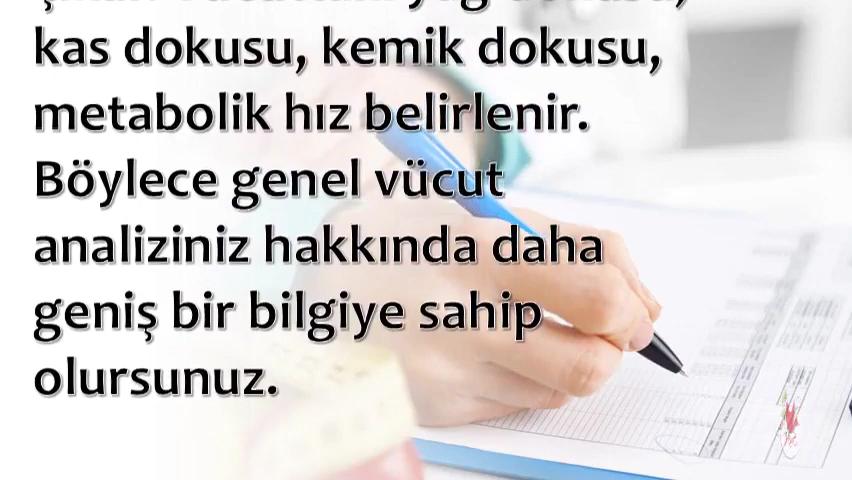 kas dokusu, kemik dokusu,
metabolik hız belirlenir.
Böylece genel vücut
analiziniz hakkında daha
geniş bir bilgiye sahip
olursunuz.